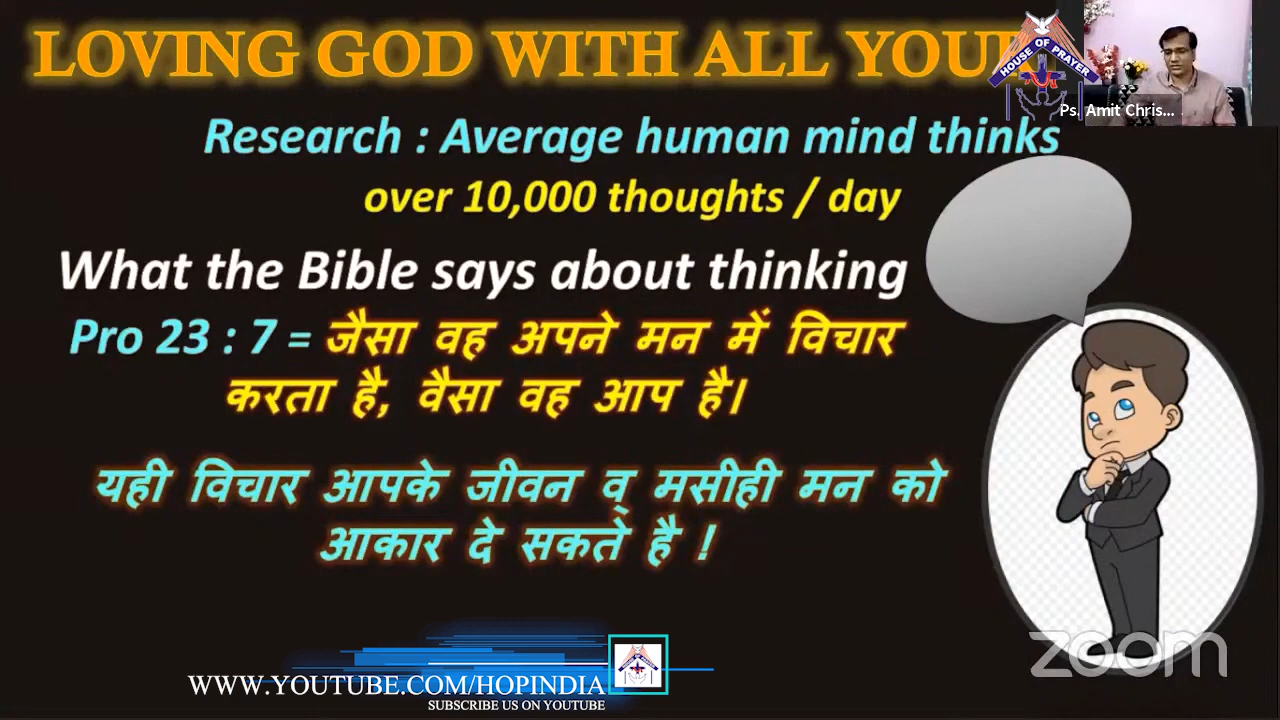 LOVING GOD WITH ALL YOUR
HOUSE OF PRAYER
Ps. Amit Chris...
Research : Average human mind thinks
over 10,000 thoughts / day
What the Bible says about thinking
Pro 23 : 7 = जैसा वह अपने मन में विचार
करता है, वैसा वह आप है।
यही विचार आपके जीवन व् मसीही मन को
आकार दे सकते है !
zoom
WWW.YOUTUBE.COM/HOPINDIA
SUBSCRIBE US ON YOUTUBE